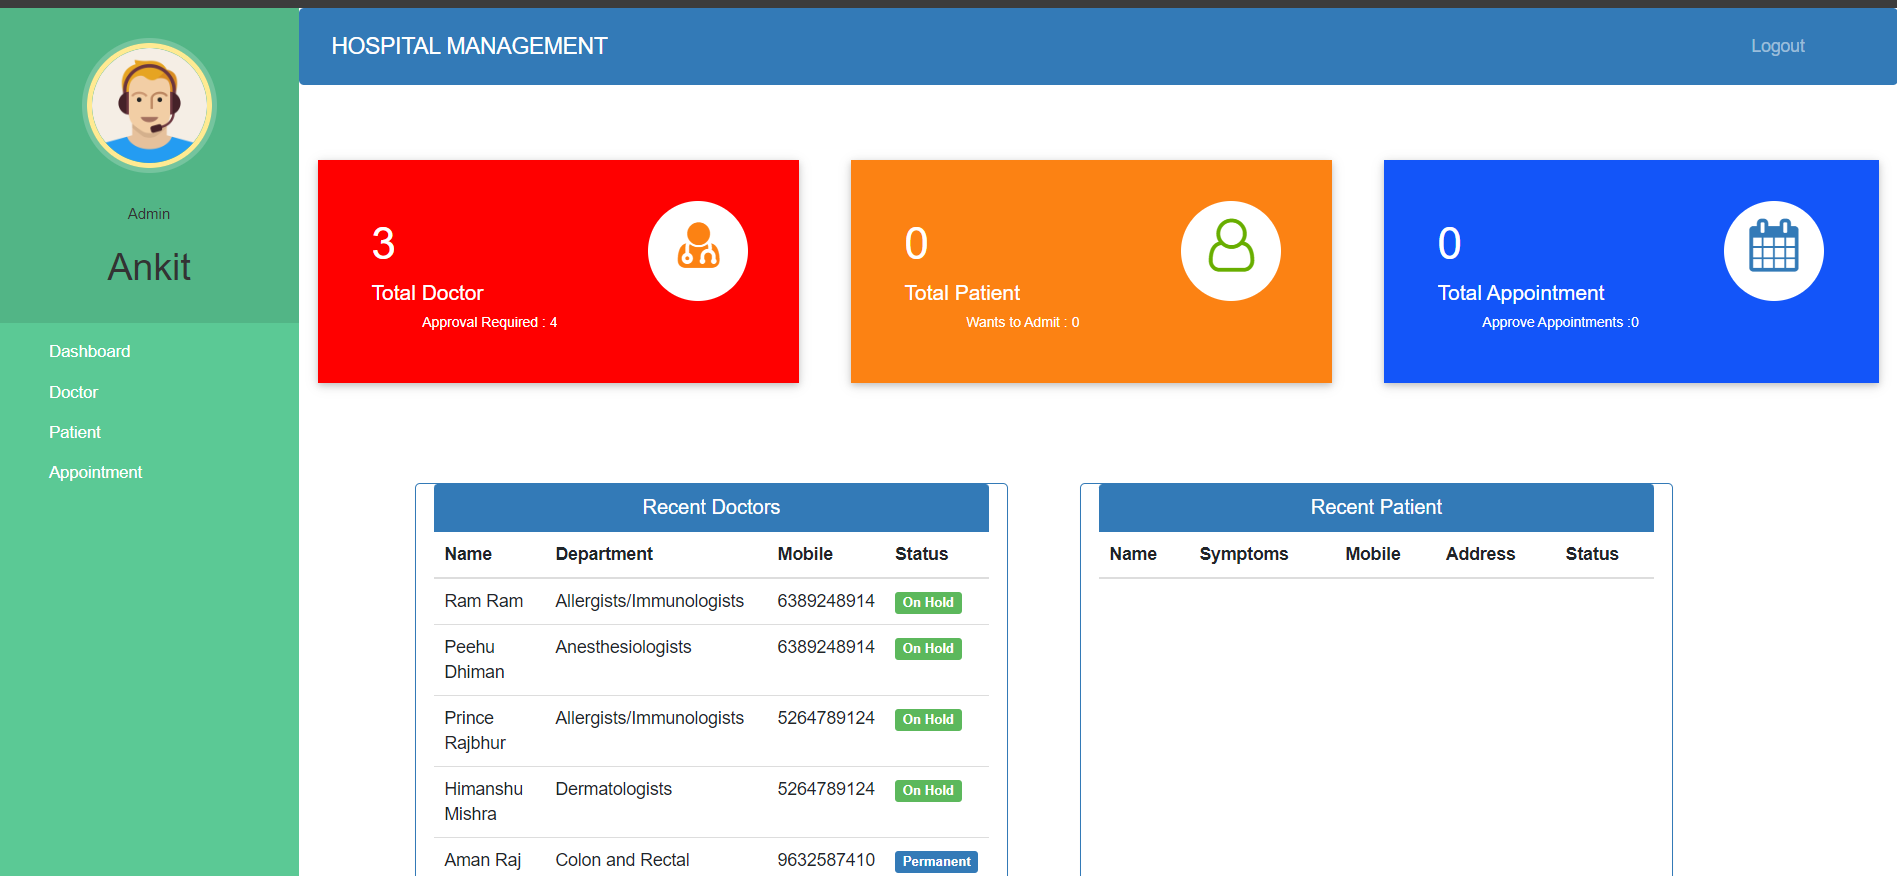 HOSPITAL MANAGEMENT
Logout
Admin
Ankit
Dashboard
Doctor
Patient
Appointment
3
Total Doctor
Approval Required : 4
0
Total Patient
Wants to Admit : 0
0
Total Appointment
Approve Appointments :0
Recent Doctors
Name Department Mobile Status
Ram Ram Allergists/Immunologists 6389248914 On Hold
Peehu Anesthesiologists 6389248914 On Hold
Dhiman
Prince Allergists/Immunologists 5264789124 On Hold
Rajbhur
Himanshu Dermatologists 5264789124 On Hold
Mishra
Aman Raj Colon and Rectal 9632587410 Permanent
Recent Patient
Name Symptoms Mobile Address Status